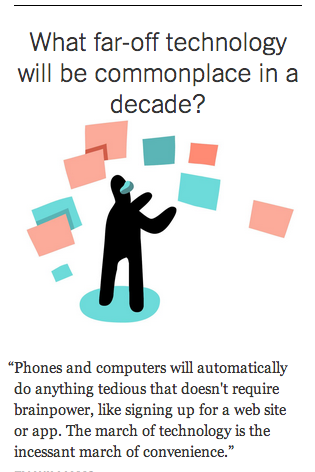 What far-off technology
will be commonplace in a
decade?
“Phones and computers will automatically
do anything tedious that doesn't require
brainpower, like signing up for a web site
or app. The march of technology is the
incessant march of convenience.”